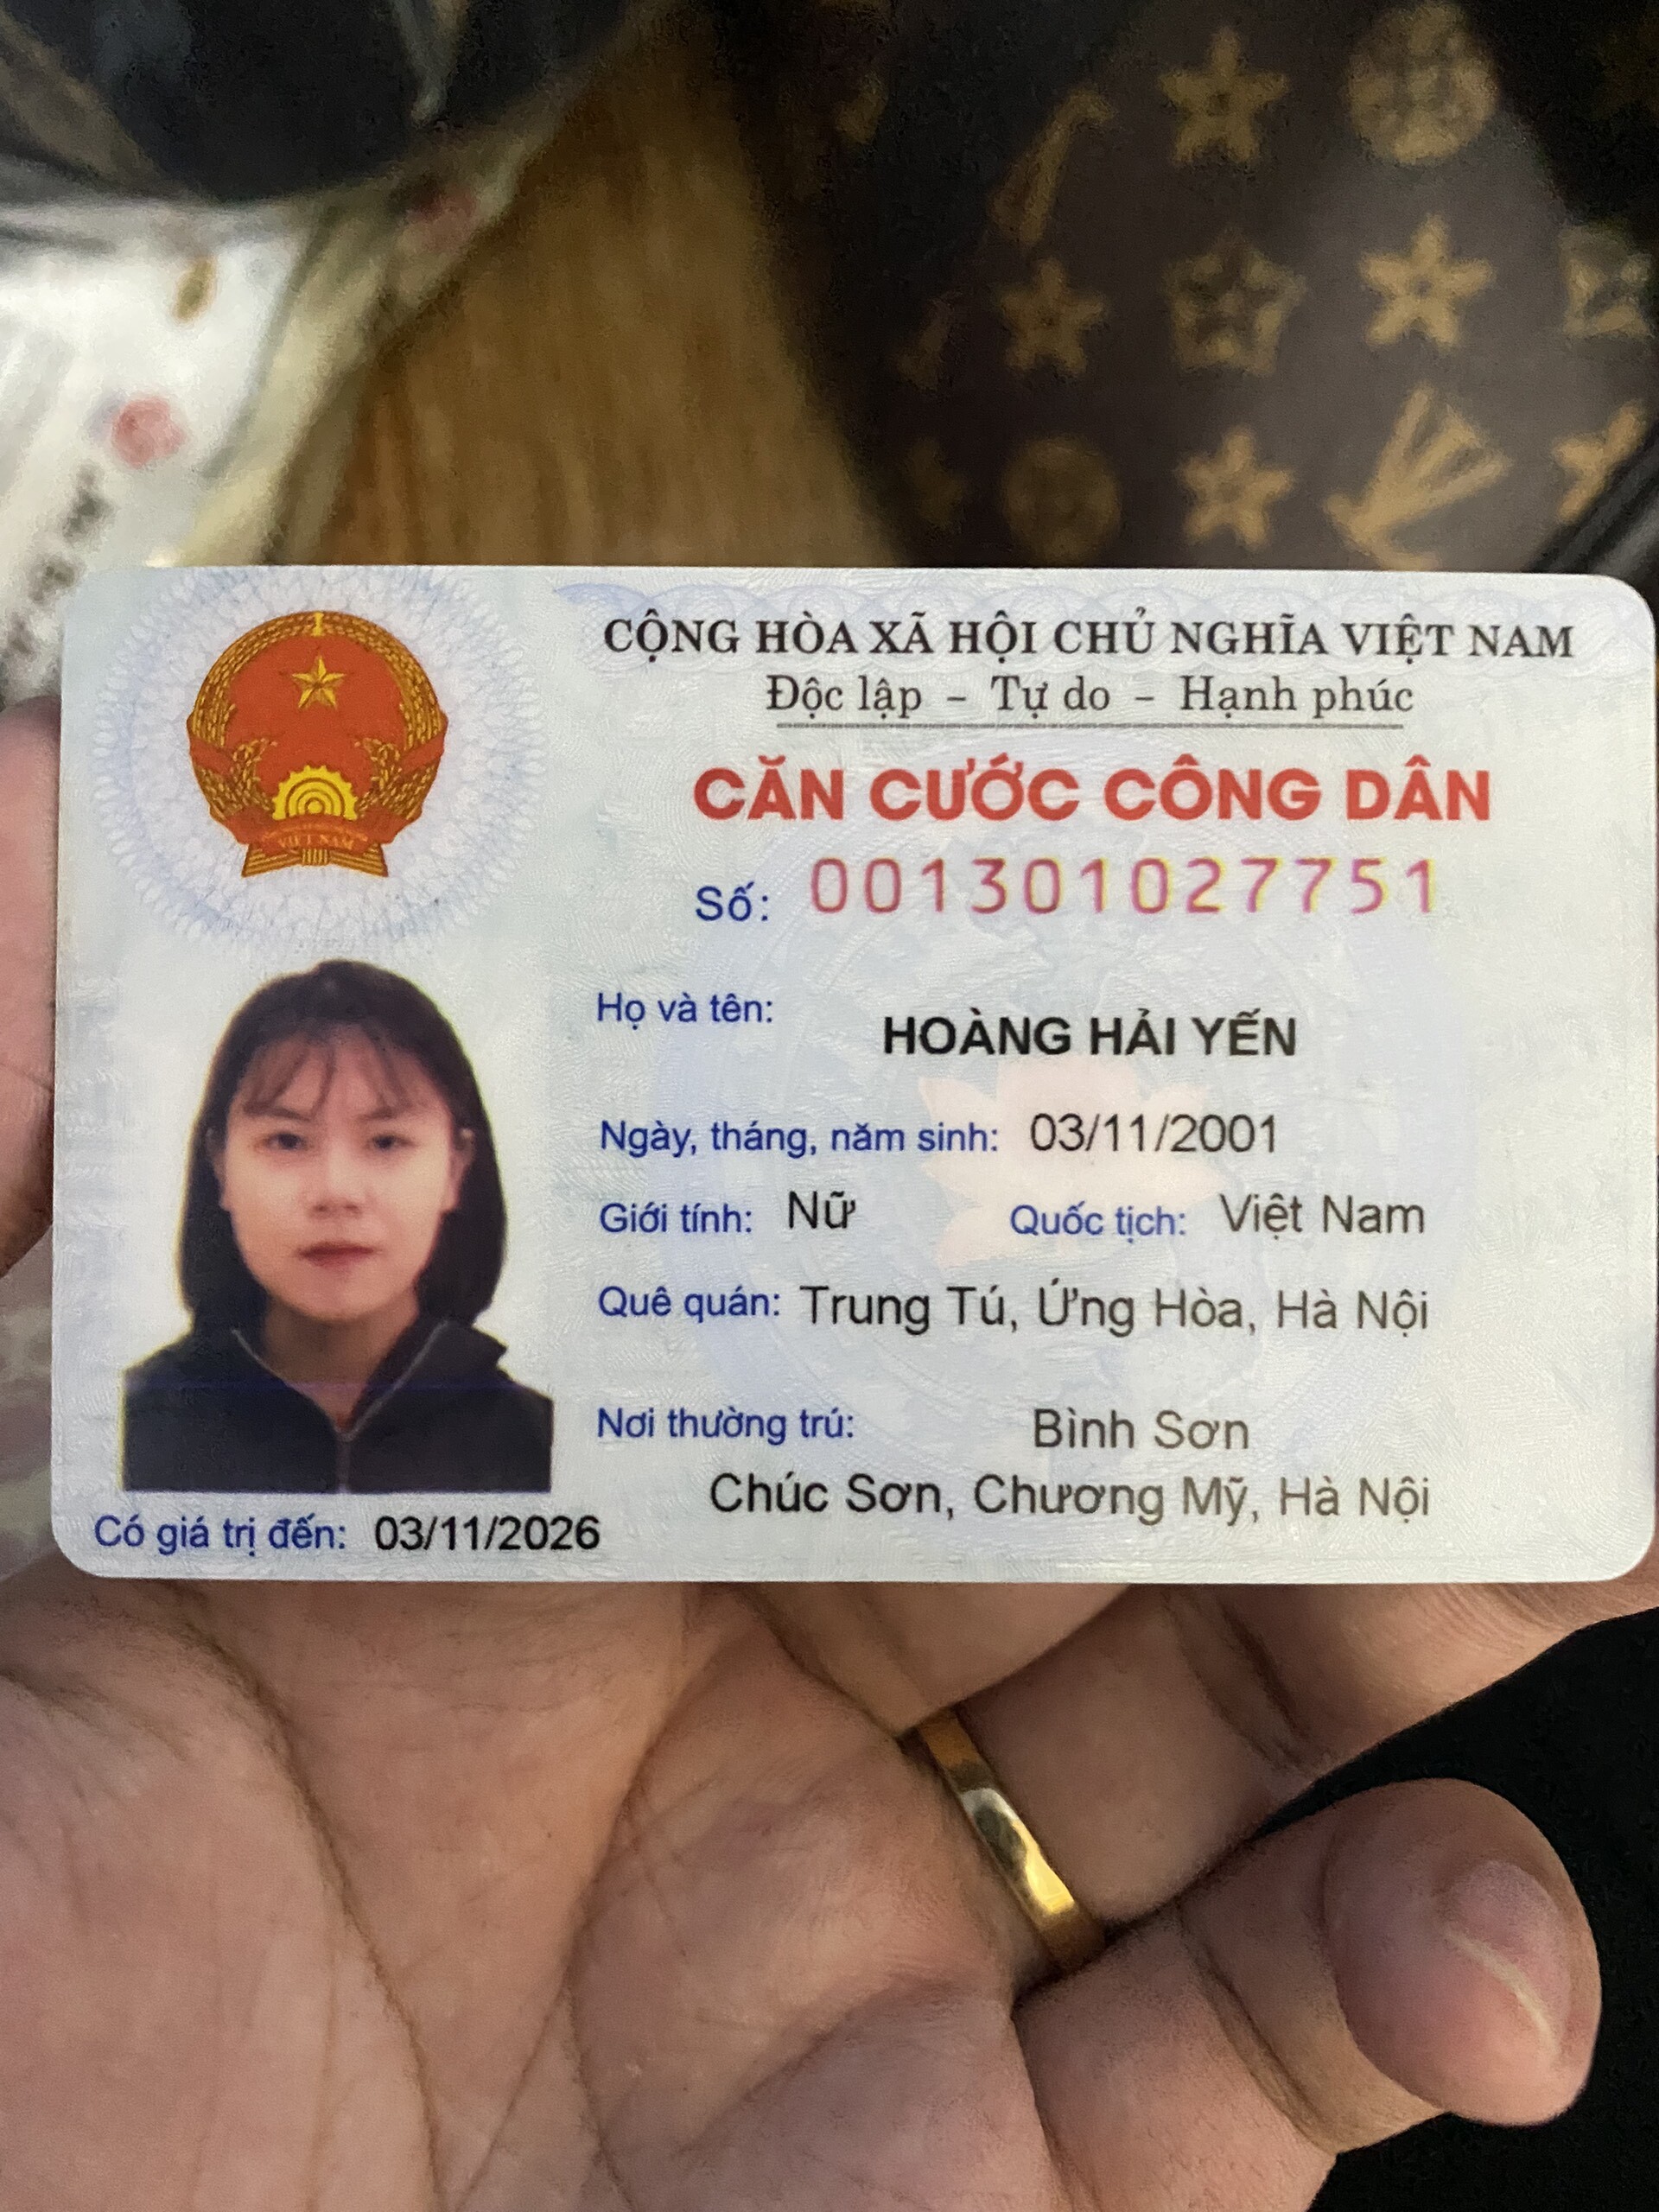 CỘNG HÒA XÃ HỘI CHỦ NGHĨA VIỆT NAM
Độc lập – Tự do – Hạnh phúc
CĂN CƯỚC CÔNG DÂN
Số: 001301027751
Họ và tên: HOÀNG HẢI YẾN
Ngày, tháng, năm sinh: 03/11/2001
Giới tính: Nữ Quốc tịch: Việt Nam
Quê quán: Trung Tú, Ứng Hòa, Hà Nội
Nơi thường trú: Bình Sơn
Chúc Sơn, Chương Mỹ, Hà Nội
Có giá trị đến: 03/11/2026
VIỆT NAM